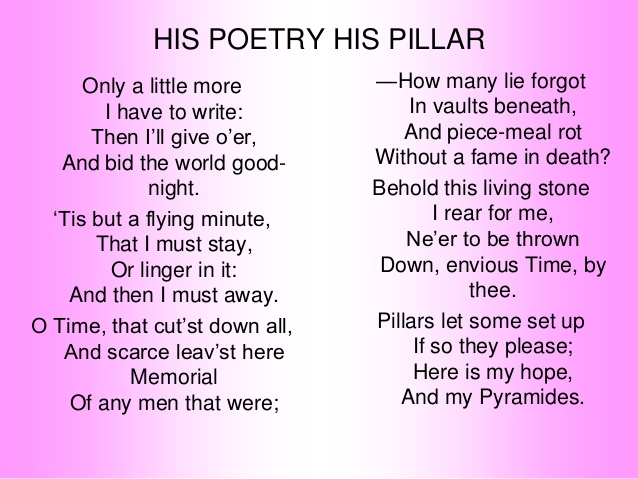 HIS POETRY HIS PILLAR
Only a little more
I have to write:
Then I’ll give o’er,
And bid the world good-
night.
‘Tis but a flying minute,
That I must stay,
Or linger in it:
And then I must away.
O Time, that cut’st down all,
And scarce leav’st here
Memorial
Of any men that were;
—How many lie forgot
In vaults beneath,
And piece-meal rot
Without a fame in death?
Behold this living stone
I rear for me,
Ne’er to be thrown
Down, envious Time, by
thee.
Pillars let some set up
If so they please;
Here is my hope,
And my Pyramides.